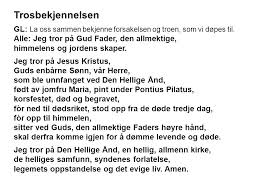 Trosbekjennelsen
GL: La oss sammen bekjenne forsakelsen og troen, som vi døpes til.
Alle: Jeg tror på Gud Fader, den allmektige,
himmelens og jordens skaper.
Jeg tror på Jesus Kristus,
Guds enbårne Sønn, vår Herre,
som ble unnfanget ved Den Hellige Ånd,
født av jomfru Maria, pint under Pontius Pilatus,
korsfestet, død og begravet,
fór ned til dødsriket, stod opp fra de døde tredje dag,
fór opp til himmelen,
sitter ved Guds, den allmektige Faders høyre hånd,
skal derfra komme igjen for å dømme levende og døde.
Jeg tror på Den Hellige Ånd, en hellig, allmenn kirke,
de helliges samfunn, syndenes forlatelse,
legemets oppstandelse og det evige liv. Amen.